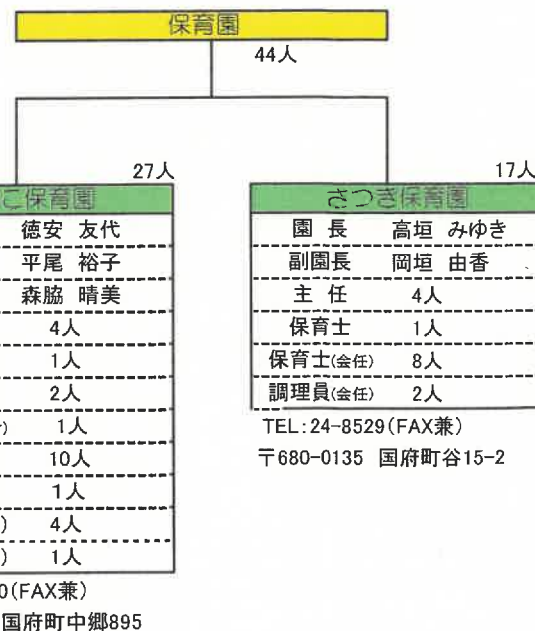 保育園
44人
27人
こ保育園
徳安 友代
平尾 裕子
森脇 晴美
4人
1人
2人
) 1人
10人
1人
) 4人
) 1人
0(FAX兼)
国府町中郷895
17人
さつき保育園
園 長 高垣 みゆき
副園長 岡垣 由香
主 任 4人
保育士 1人
保育士(会任) 8人
調理員(会任) 2人
TEL:24-8529(FAX兼)
〒680-0135 国府町谷15-2